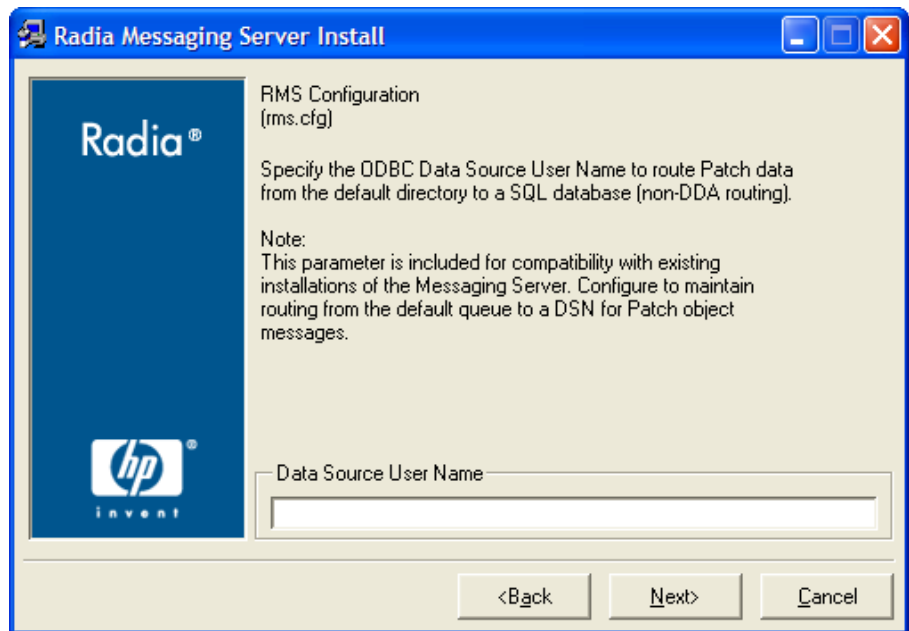 Radia Messaging Server Install
Radia®
hp®
invent
RMS Configuration
(rms.cfg)
Specify the ODBC Data Source User Name to route Patch data
from the default directory to a SQL database (non-DDA routing).
Note:
This parameter is included for compatibility with existing
installations of the Messaging Server. Configure to maintain
routing from the default queue to a DSN for Patch object
messages.
Data Source User Name
<Back
Next>
Cancel